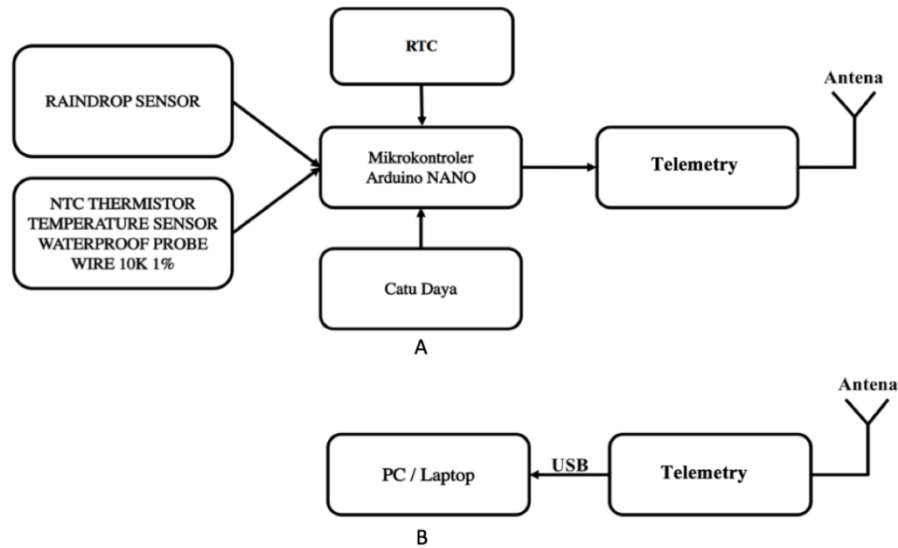 RTC
RAINDROP SENSOR
Antena
Mikrokontroler
Arduino NANO
Telemetry
NTC THERMISTOR
TEMPERATURE SENSOR
WATERPROOF PROBE
WIRE 10K 1%
Catu Daya
A
Antena
PC / Laptop
USB
Telemetry
B